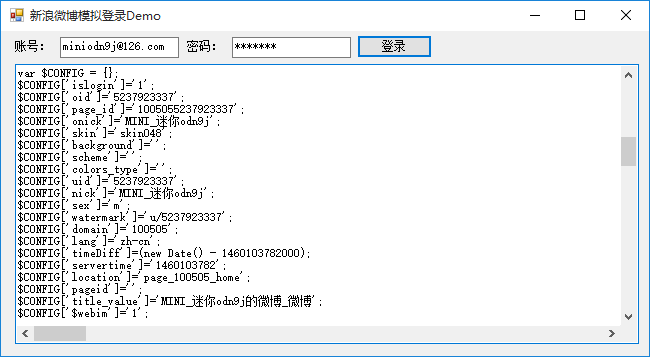 新浪微博模拟登录Demo
账号： miniodn9j@126.com 密码： ******* 登录
var $CONFIG = {};
$CONFIG['islogin']='1';
$CONFIG['oid']='5237923337';
$CONFIG['page_id']='1005055237923337';
$CONFIG['onick']='MINI_迷你odn9j';
$CONFIG['skin']='skin048';
$CONFIG['background']='';
$CONFIG['scheme']='';
$CONFIG['colors_type']='';
$CONFIG['uid']='5237923337';
$CONFIG['nick']='MINI_迷你odn9j';
$CONFIG['sex']='m';
$CONFIG['watermark']='u/5237923337';
$CONFIG['domain']='100505';
$CONFIG['lang']='zh-cn';
$CONFIG['timeDiff']=(new Date() - 1460103782000);
$CONFIG['servertime']='1460103782';
$CONFIG['location']='page_100505_home';
$CONFIG['pageid']='';
$CONFIG['title_value']='MINI_迷你odn9j的微博_微博';
$CONFIG['$webim']='1';